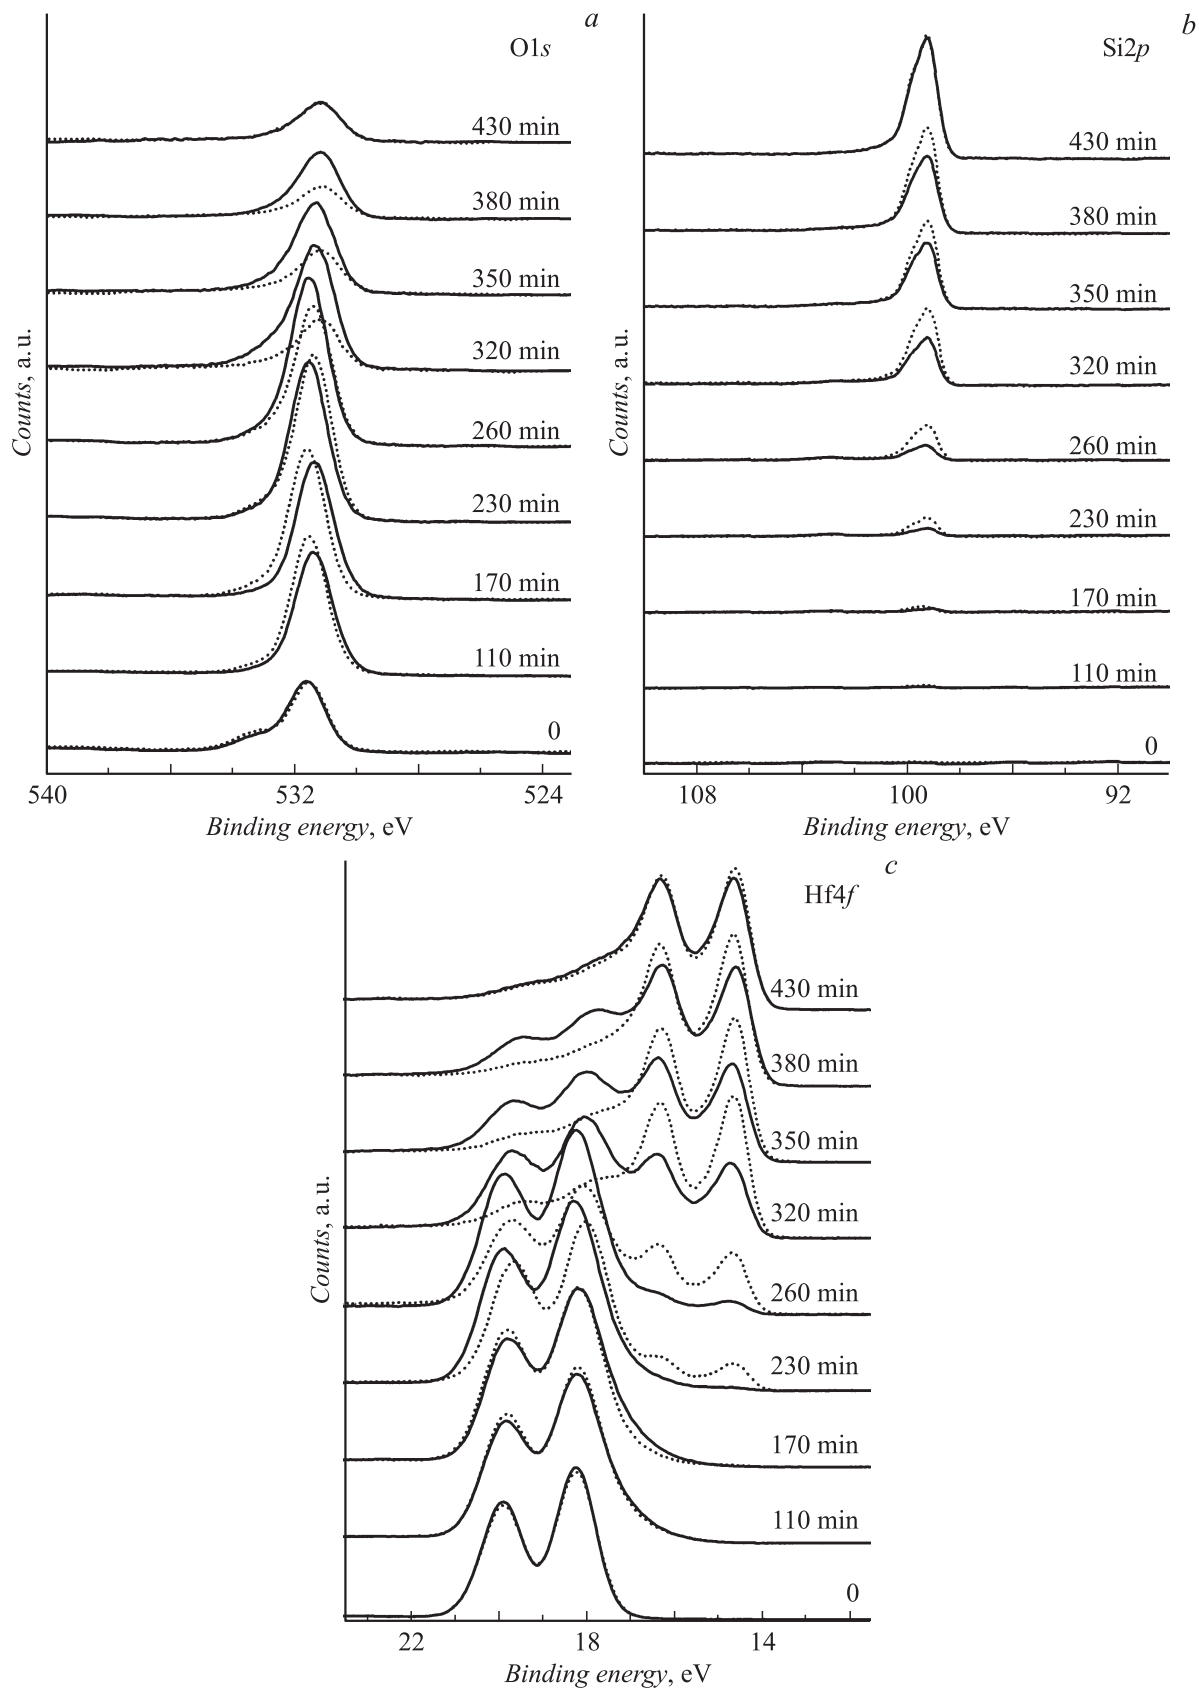 a
O1s
430 min
380 min
350 min
320 min
260 min
230 min
170 min
110 min
0
Counts, a.u.
540 532 524
Binding energy, eV
b
Si2p
430 min
380 min
350 min
320 min
260 min
230 min
170 min
110 min
0
Counts, a.u.
108 100 92
Binding energy, eV
c
Hf4f
430 min
380 min
350 min
320 min
260 min
230 min
170 min
110 min
0
Counts, a.u.
22 18 14
Binding energy, eV